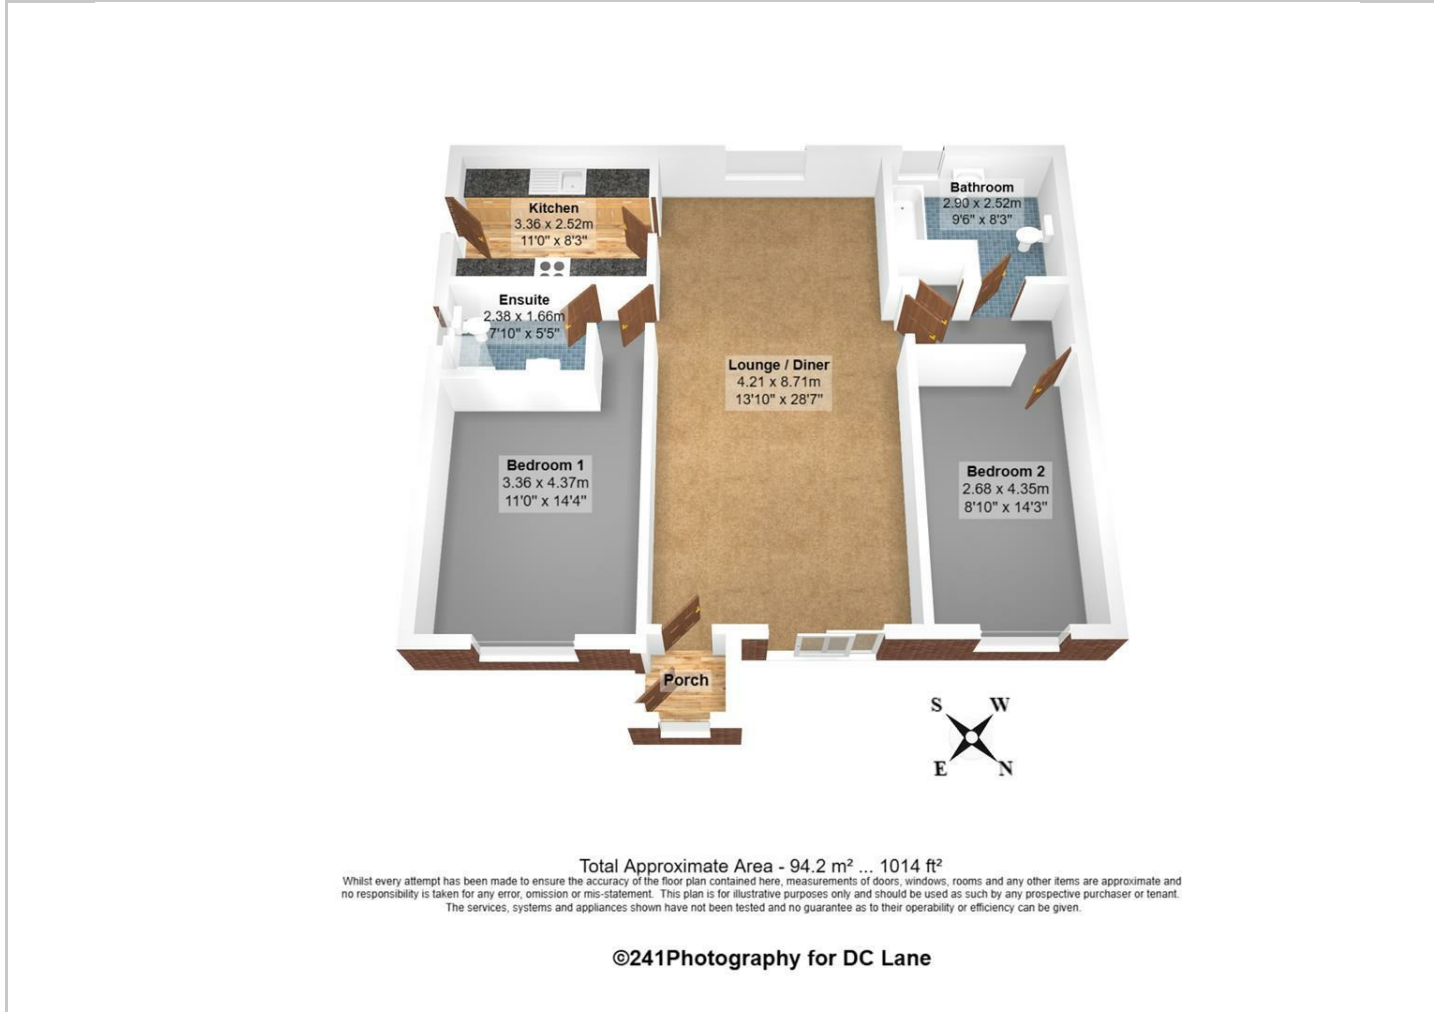 Kitchen
3.36 x 2.52m
11'0" x 8'3"
Bathroom
2.90 x 2.52m
9'6" x 8'3"
Ensuite
2.38 x 1.66m
7'10" x 5'5"
Lounge / Diner
4.21 x 8.71m
13'10" x 28'7"
Bedroom 1
3.36 x 4.37m
11'0" x 14'4"
Bedroom 2
2.68 x 4.35m
8'10" x 14'3"
Porch
S W
E N
Total Approximate Area - 94.2 m² ... 1014 ft²
Whilst every attempt has been made to ensure the accuracy of the floor plan contained here, measurements of doors, windows, rooms and any other items are approximate and
no responsibility is taken for any error, omission or mis-statement. This plan is for illustrative purposes only and should be used as such by any prospective purchaser or tenant.
The services, systems and appliances shown have not been tested and no guarantee as to their operability or efficiency can be given.
©241Photography for DC Lane